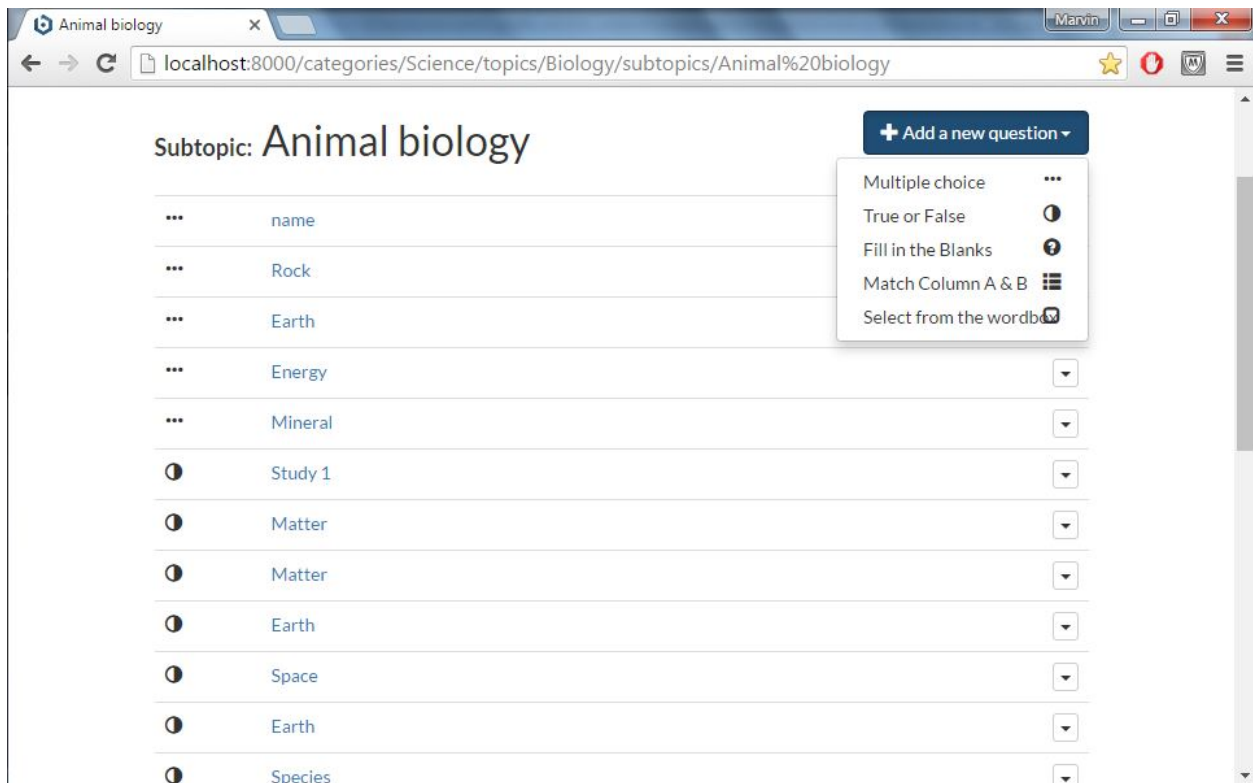 Animal biology
Marvin
localhost:8000/categories/Science/topics/Biology/subtopics/Animal%20biology
Subtopic: Animal biology
Add a new question
Multiple choice
True or False
Fill in the Blanks
Match Column A & B
Select from the wordbox
name
Rock
Earth
Energy
Mineral
Study 1
Matter
Matter
Earth
Space
Earth
Species